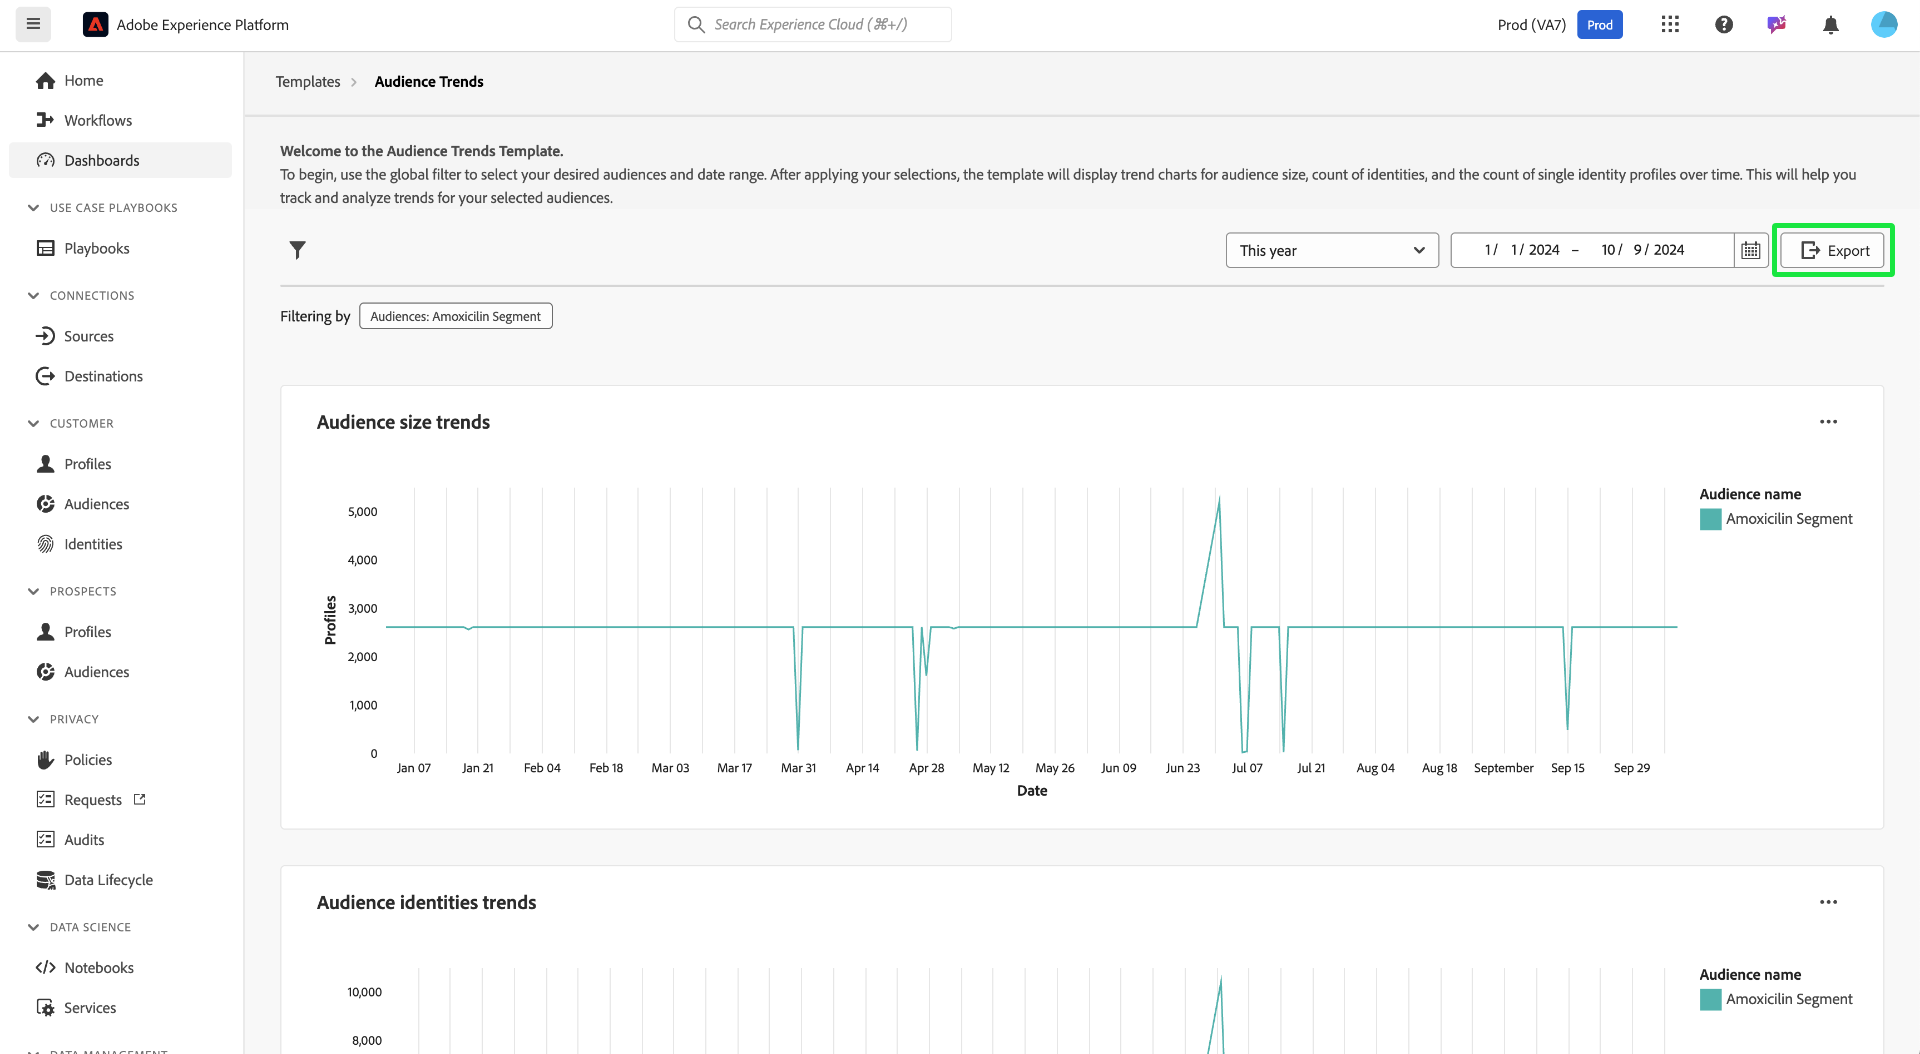 Adobe Experience Platform
Search Experience Cloud (⌘+/)
Prod (VA7)
Prod
Home
Workflows
Dashboards
USE CASE PLAYBOOKS
Playbooks
CONNECTIONS
Sources
Destinations
CUSTOMER
Profiles
Audiences
Identities
PROSPECTS
Profiles
Audiences
PRIVACY
Policies
Requests
Audits
Data Lifecycle
DATA SCIENCE
Notebooks
Services
DATA MANAGEMENT
Templates
Audience Trends
Welcome to the Audience Trends Template.
To begin, use the global filter to select your desired audiences and date range. After applying your selections, the template will display trend charts for audience size, count of identities, and the count of single identity profiles over time. This will help you
track and analyze trends for your selected audiences.
This year
1/ 1/ 2024 – 10/ 9/ 2024
Export
Filtering by
Audiences: Amoxicilin Segment
Audience size trends
Profiles
5,000
4,000
3,000
2,000
1,000
0
Jan 07 Jan 21 Feb 04 Feb 18 Mar 03 Mar 17 Mar 31 Apr 14 Apr 28 May 12 May 26 Jun 09 Jun 23 Jul 07 Jul 21 Aug 04 Aug 18 September Sep 15 Sep 29
Date
Audience name
Amoxicilin Segment
Audience identities trends
10,000
8,000
Audience name
Amoxicilin Segment